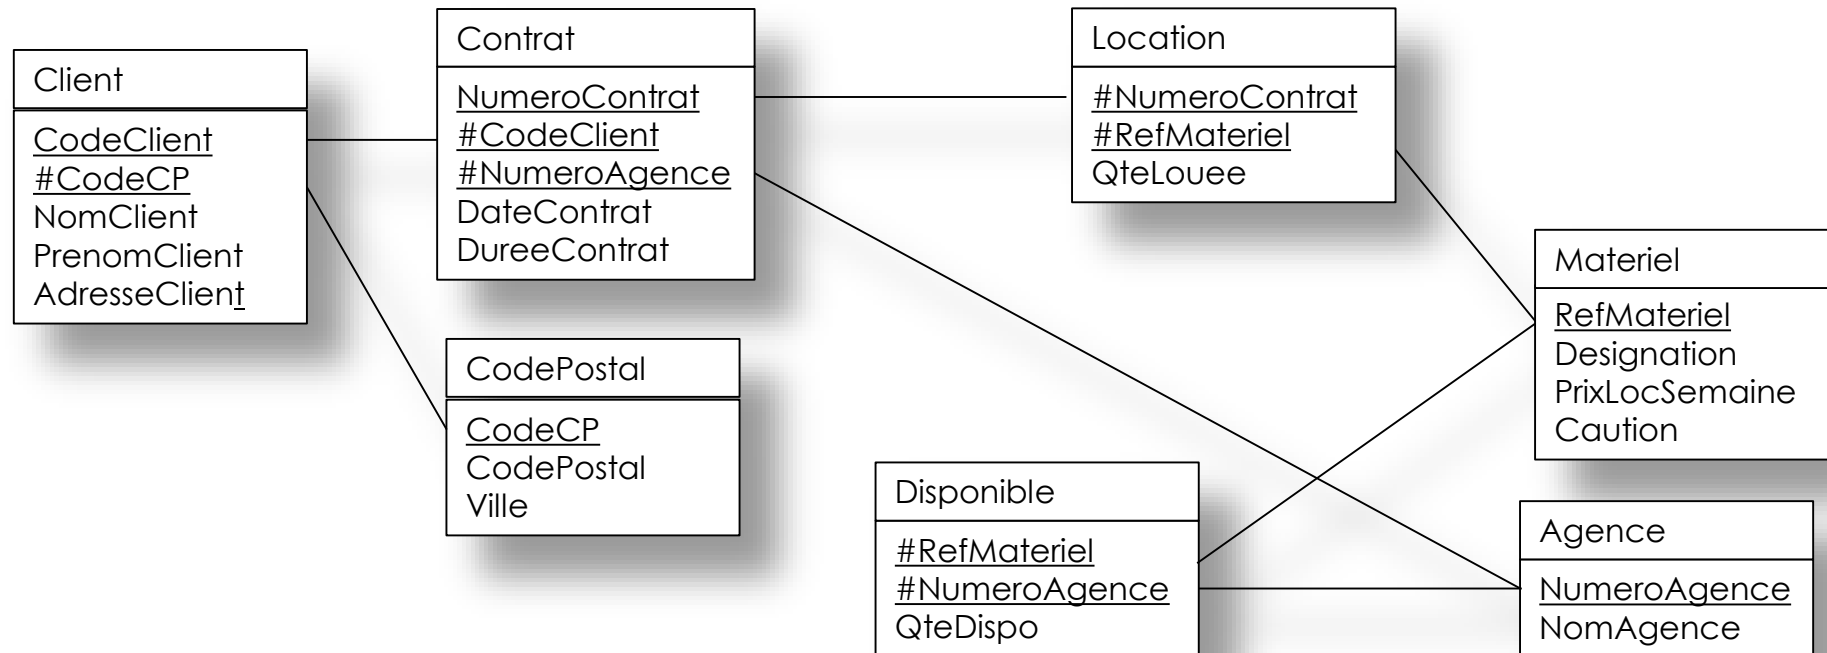 Client
CodeClient
#CodeCP
NomClient
PrenomClient
AdresseClient
Contrat
NumeroContrat
#CodeClient
#NumeroAgence
DateContrat
DureeContrat
CodePostal
CodeCP
CodePostal
Ville
Location
#NumeroContrat
#RefMateriel
QteLouee
Disponible
#RefMateriel
#NumeroAgence
QteDispo
Materiel
RefMateriel
Designation
PrixLocSemaine
Caution
Agence
NumeroAgence
NomAgence